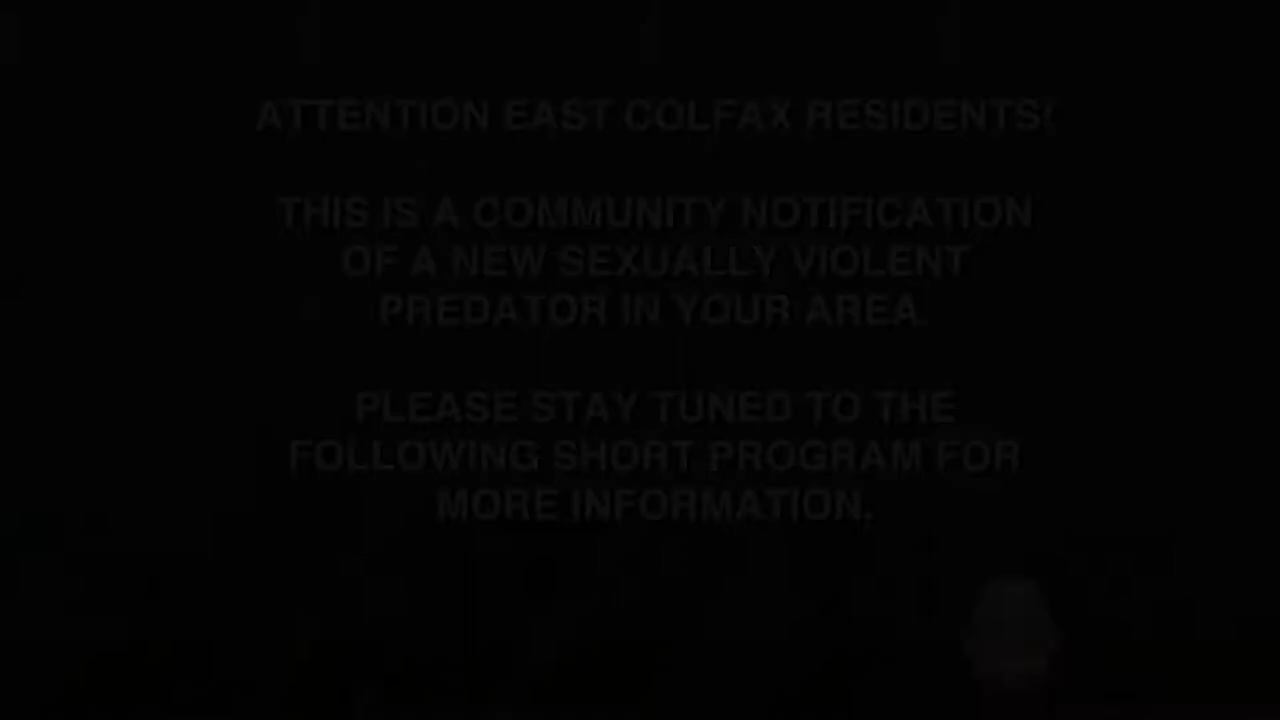 ATTENTION EAST COLFAX RESIDENTS!
THIS IS A COMMUNITY NOTIFICATION
OF A NEW SEXUALLY VIOLENT
PREDATOR IN YOUR AREA.
PLEASE STAY TUNED TO THE
FOLLOWING SHORT PROGRAM FOR
MORE INFORMATION.